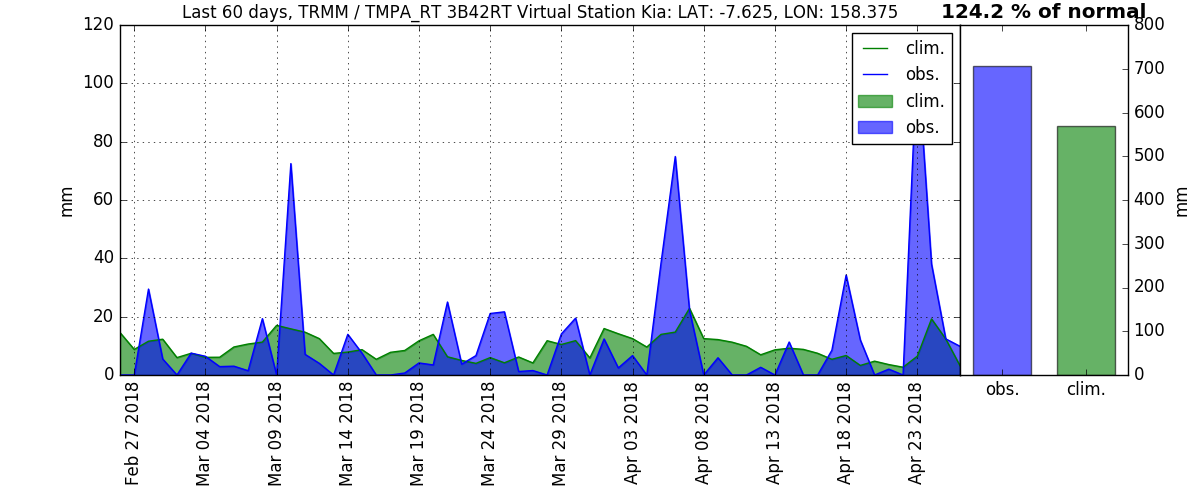 Last 60 days, TRMM / TMPA_RT 3B42RT Virtual Station Kia: LAT: -7.625, LON: 158.375
124.2 % of normal
120
100
80
60
40
20
0
mm
clim.
obs.
clim.
obs.
Feb 27 2018
Mar 04 2018
Mar 09 2018
Mar 14 2018
Mar 19 2018
Mar 24 2018
Mar 29 2018
Apr 03 2018
Apr 08 2018
Apr 13 2018
Apr 18 2018
Apr 23 2018
800
700
600
500
400
300
200
100
0
mm
obs.
clim.